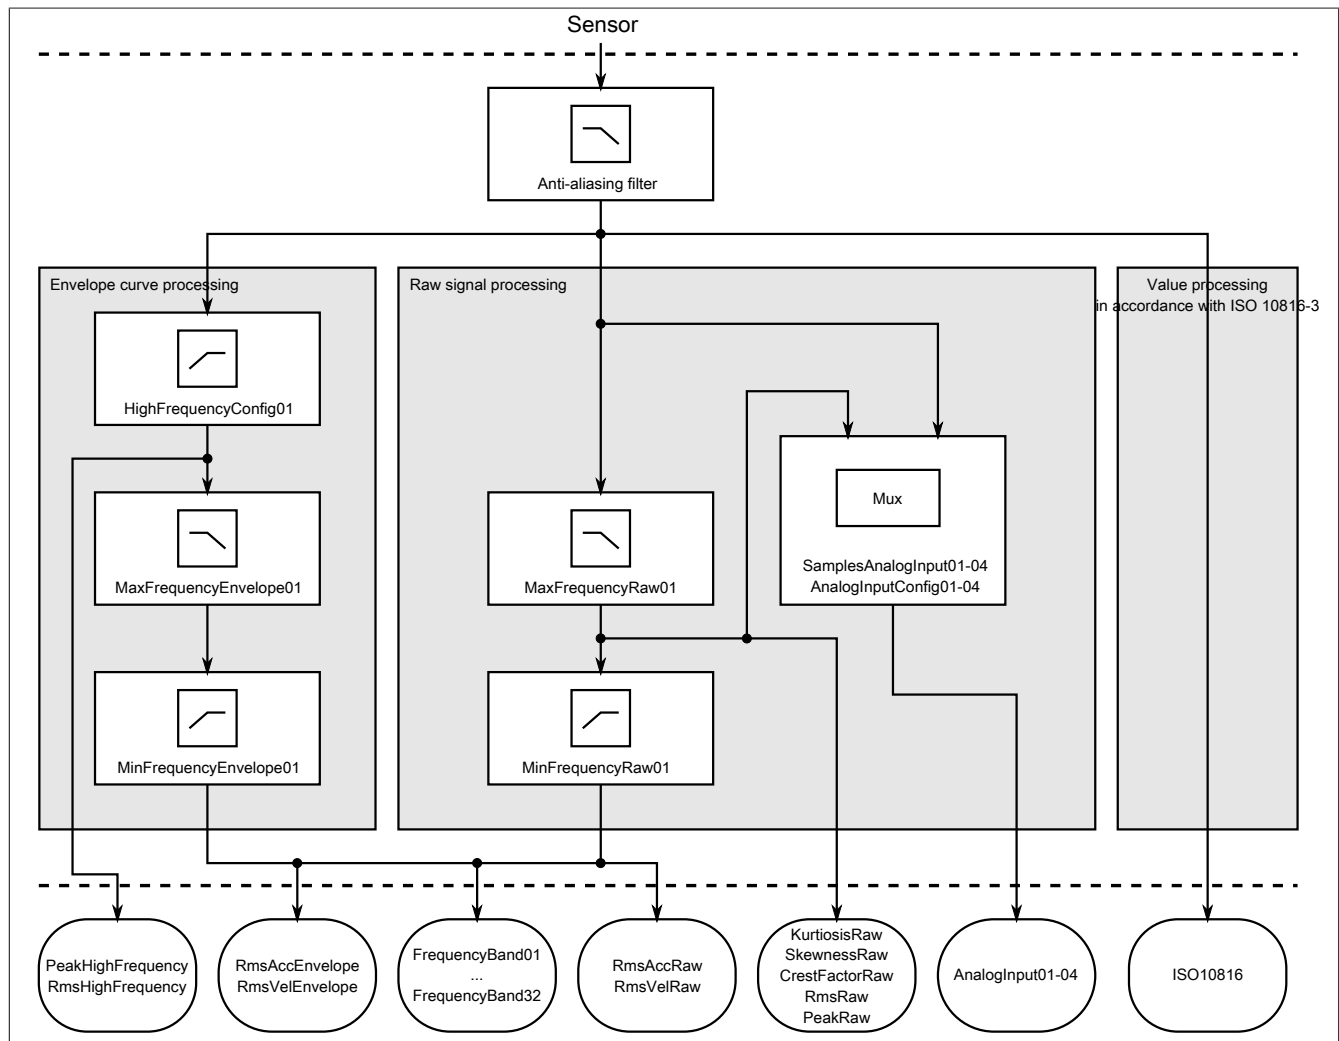 Sensor
Anti-aliasing filter
Envelope curve processing
Raw signal processing
Value processing
in accordance with ISO 10816-3
HighFrequencyConfig01
Mux
SamplesAnalogInput01-04
AnalogInputConfig01-04
MaxFrequencyEnvelope01
MaxFrequencyRaw01
MinFrequencyEnvelope01
MinFrequencyRaw01
PeakHighFrequency
RmsHighFrequency
RmsAccEnvelope
RmsVelEnvelope
FrequencyBand01
...
FrequencyBand32
RmsAccRaw
RmsVelRaw
KurtiosisRaw
SkewnessRaw
CrestFactorRaw
RmsRaw
PeakRaw
AnalogInput01-04
ISO10816